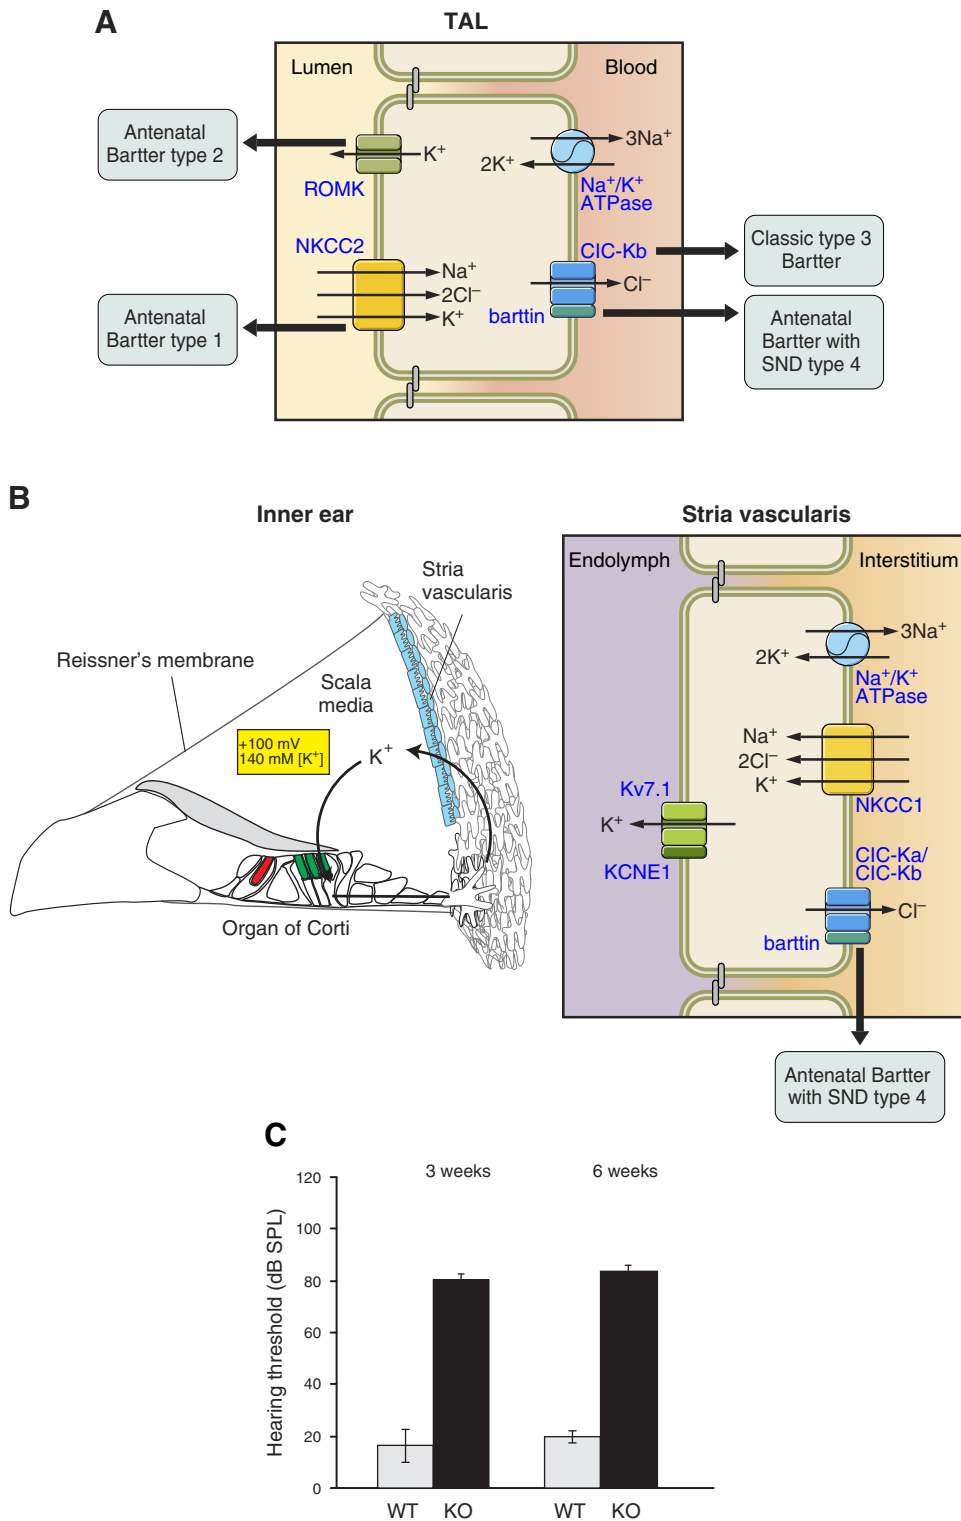 A
TAL
Lumen
Blood
Antenatal
Bartter type 2
K⁺
ROMK
3Na⁺
2K⁺
Na⁺/K⁺
ATPase
NKCC2
Na⁺
2Cl⁻
K⁺
Antenatal
Bartter type 1
ClC-Kb
Cl⁻
barttin
Classic type 3
Bartter
Antenatal
Bartter with
SND type 4
B
Inner ear
Stria
vascularis
Reissner's membrane
Scala
media
+100 mV
140 mM [K⁺]
K⁺
Organ of Corti
Stria vascularis
Endolymph
Interstitium
3Na⁺
2K⁺
Na⁺/K⁺
ATPase
Na⁺
2Cl⁻
K⁺
NKCC1
Kv7.1
K⁺
KCNE1
ClC-Ka/
ClC-Kb
Cl⁻
barttin
Antenatal Bartter
with SND type 4
C
3 weeks
6 weeks
Hearing threshold (dB SPL)
120
100
80
60
40
20
0
WT
KO
WT
KO